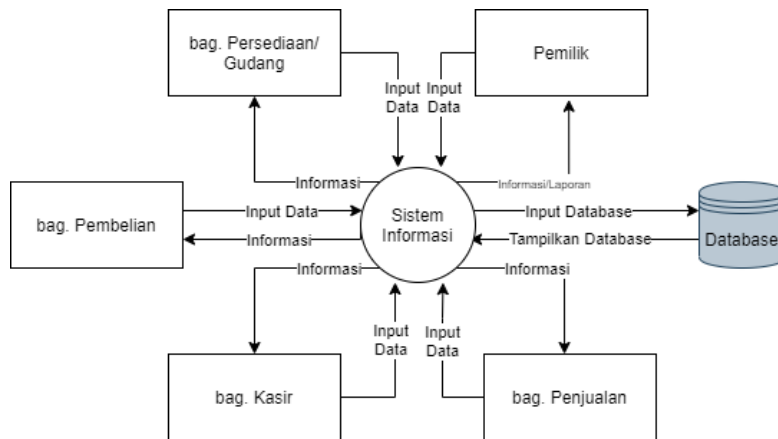 bag. Persediaan/
Gudang
Pemilik
Input
Data
Input
Data
Informasi
Informasi/Laporan
bag. Pembelian
Input Data
Informasi
Sistem
Informasi
Input Database
Tampilkan Database
Database
Informasi
Informasi
Input
Data
Input
Data
bag. Kasir
bag. Penjualan